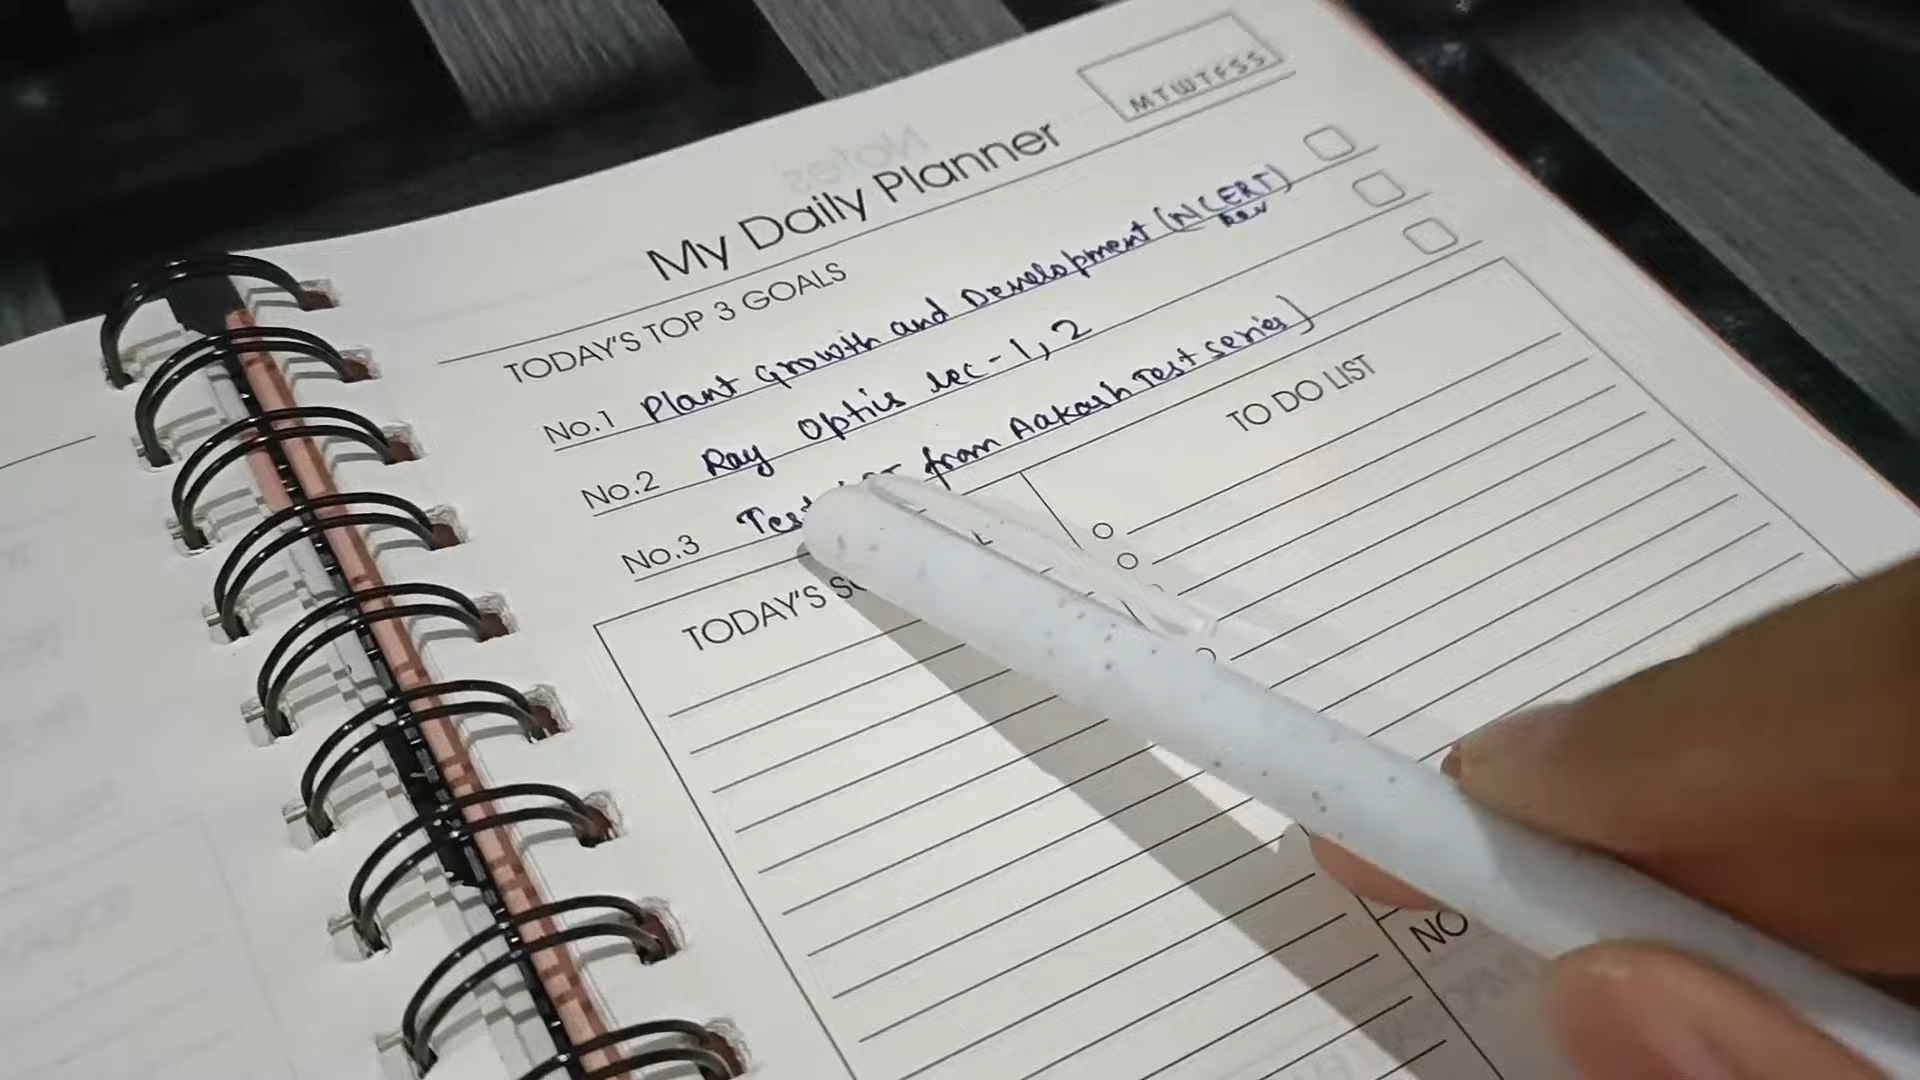 MTWTFSS
My Daily Planner
TODAY'S TOP 3 GOALS
No.1 Plant Growth and Development (NCERT)
Rev
No.2 Ray Optics lec - 1, 2
No.3 Test from Aakash Test series)
TODAY'S
TO DO LIST